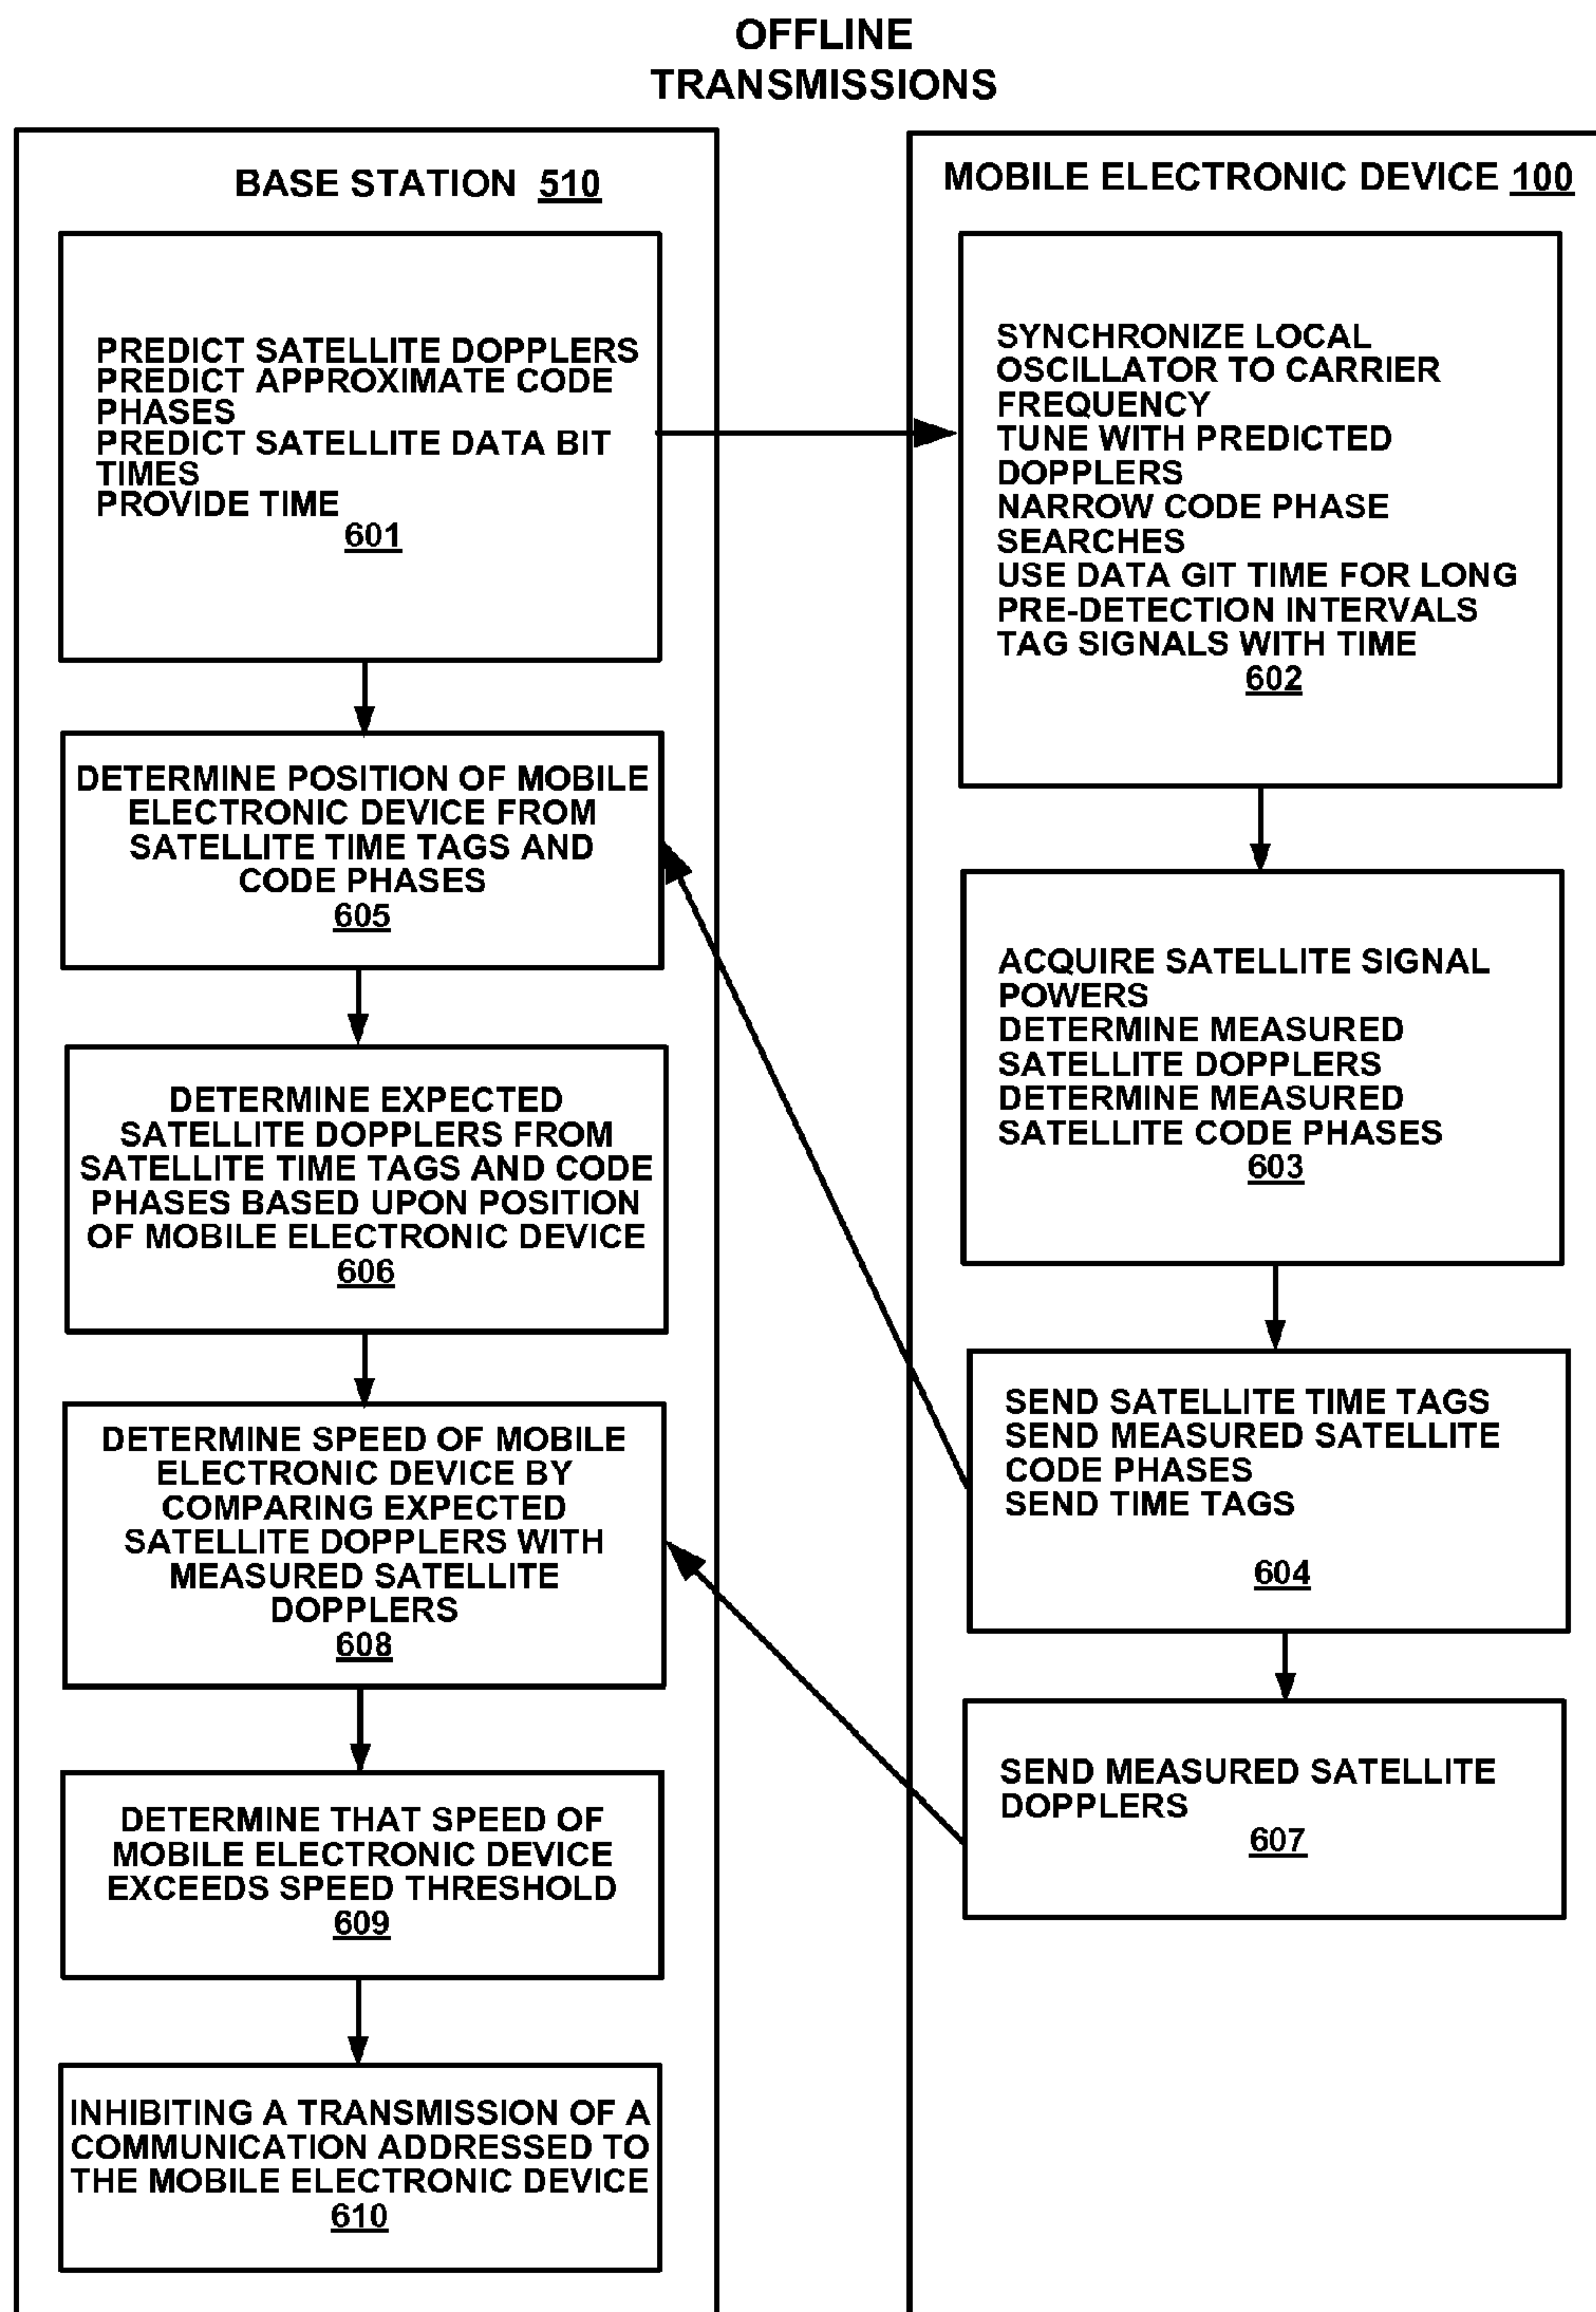 OFFLINE
TRANSMISSIONS
BASE STATION 510
PREDICT SATELLITE DOPPLERS
PREDICT APPROXIMATE CODE
PHASES
PREDICT SATELLITE DATA BIT
TIMES
PROVIDE TIME
601
DETERMINE POSITION OF MOBILE
ELECTRONIC DEVICE FROM
SATELLITE TIME TAGS AND
CODE PHASES
605
DETERMINE EXPECTED
SATELLITE DOPPLERS FROM
SATELLITE TIME TAGS AND CODE
PHASES BASED UPON POSITION
OF MOBILE ELECTRONIC DEVICE
606
DETERMINE SPEED OF MOBILE
ELECTRONIC DEVICE BY
COMPARING EXPECTED
SATELLITE DOPPLERS WITH
MEASURED SATELLITE
DOPPLERS
608
DETERMINE THAT SPEED OF
MOBILE ELECTRONIC DEVICE
EXCEEDS SPEED THRESHOLD
609
INHIBITING A TRANSMISSION OF A
COMMUNICATION ADDRESSED TO
THE MOBILE ELECTRONIC DEVICE
610
MOBILE ELECTRONIC DEVICE 100
SYNCHRONIZE LOCAL
OSCILLATOR TO CARRIER
FREQUENCY
TUNE WITH PREDICTED
DOPPLERS
NARROW CODE PHASE
SEARCHES
USE DATA GIT TIME FOR LONG
PRE-DETECTION INTERVALS
TAG SIGNALS WITH TIME
602
ACQUIRE SATELLITE SIGNAL
POWERS
DETERMINE MEASURED
SATELLITE DOPPLERS
DETERMINE MEASURED
SATELLITE CODE PHASES
603
SEND SATELLITE TIME TAGS
SEND MEASURED SATELLITE
CODE PHASES
SEND TIME TAGS
604
SEND MEASURED SATELLITE
DOPPLERS
607